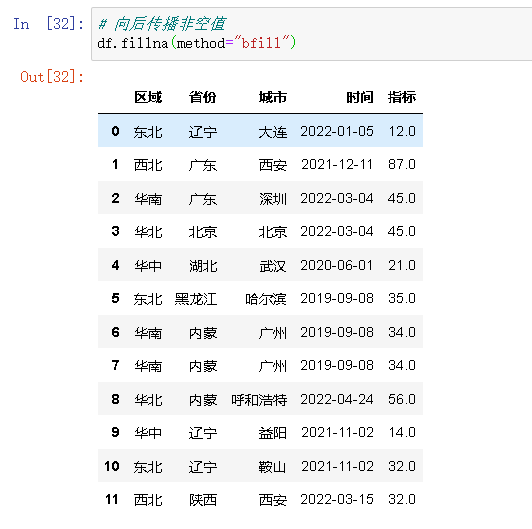 In [32]: # 向后传播非空值
df.fillna(method="bfill")
Out[32]:
区域 省份 城市 时间 指标
0 东北 辽宁 大连 2022-01-05 12.0
1 西北 广东 西安 2021-12-11 87.0
2 华南 广东 深圳 2022-03-04 45.0
3 华北 北京 北京 2022-03-04 45.0
4 华中 湖北 武汉 2020-06-01 21.0
5 东北 黑龙江 哈尔滨 2019-09-08 35.0
6 华南 内蒙 广州 2019-09-08 34.0
7 华南 内蒙 广州 2019-09-08 34.0
8 华北 内蒙 呼和浩特 2022-04-24 56.0
9 华中 辽宁 益阳 2021-11-02 14.0
10 东北 辽宁 鞍山 2021-11-02 32.0
11 西北 陕西 西安 2022-03-15 32.0